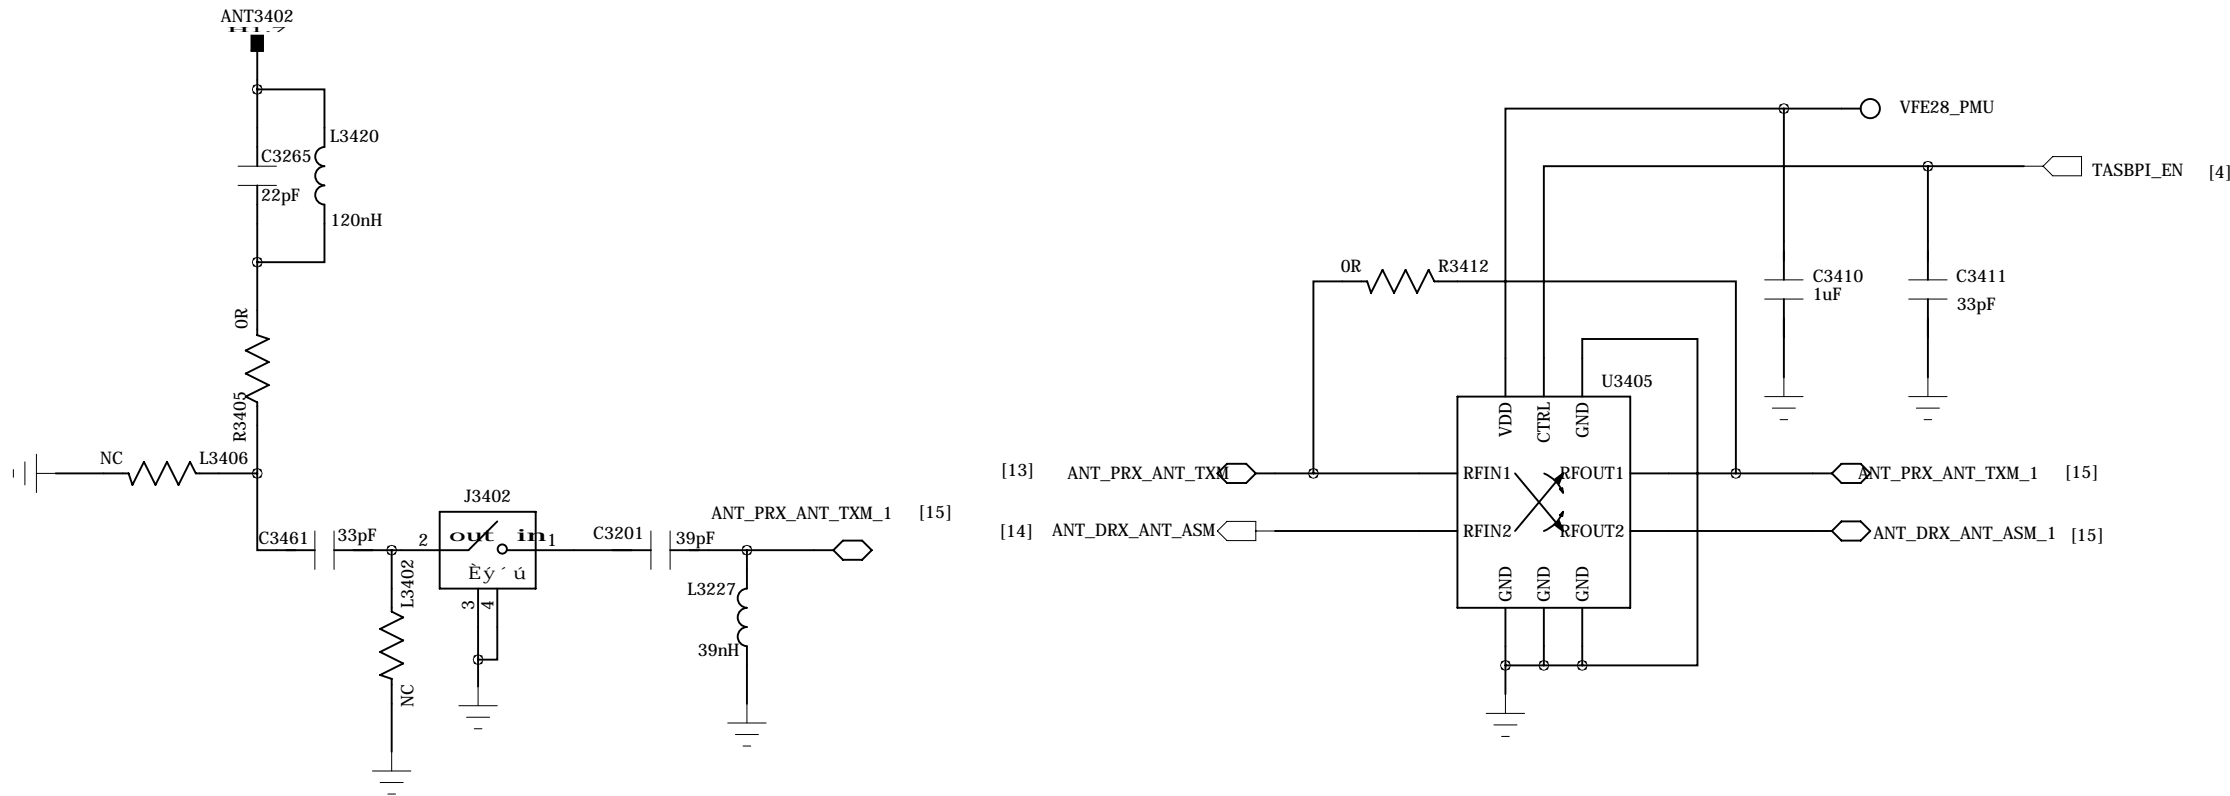 ANT3402
L3420
C3265
22pF
120nH
0R
R3405
NC
L3406
C3461
33pF
L3402
NC
J3402
2
out
in
1
Èý´ú
3
4
C3201
39pF
ANT_PRX_ANT_TXM_1
[15]
L3227
39nH
VFE28_PMU
TASBPI_EN
[4]
0R
R3412
C3410
1uF
C3411
33pF
U3405
VDD
CTRL
GND
[13]
ANT_PRX_ANT_TXM
RFIN1
RFOUT1
ANT_PRX_ANT_TXM_1
[15]
[14]
ANT_DRX_ANT_ASM
RFIN2
RFOUT2
ANT_DRX_ANT_ASM_1
[15]
GND
GND
GND